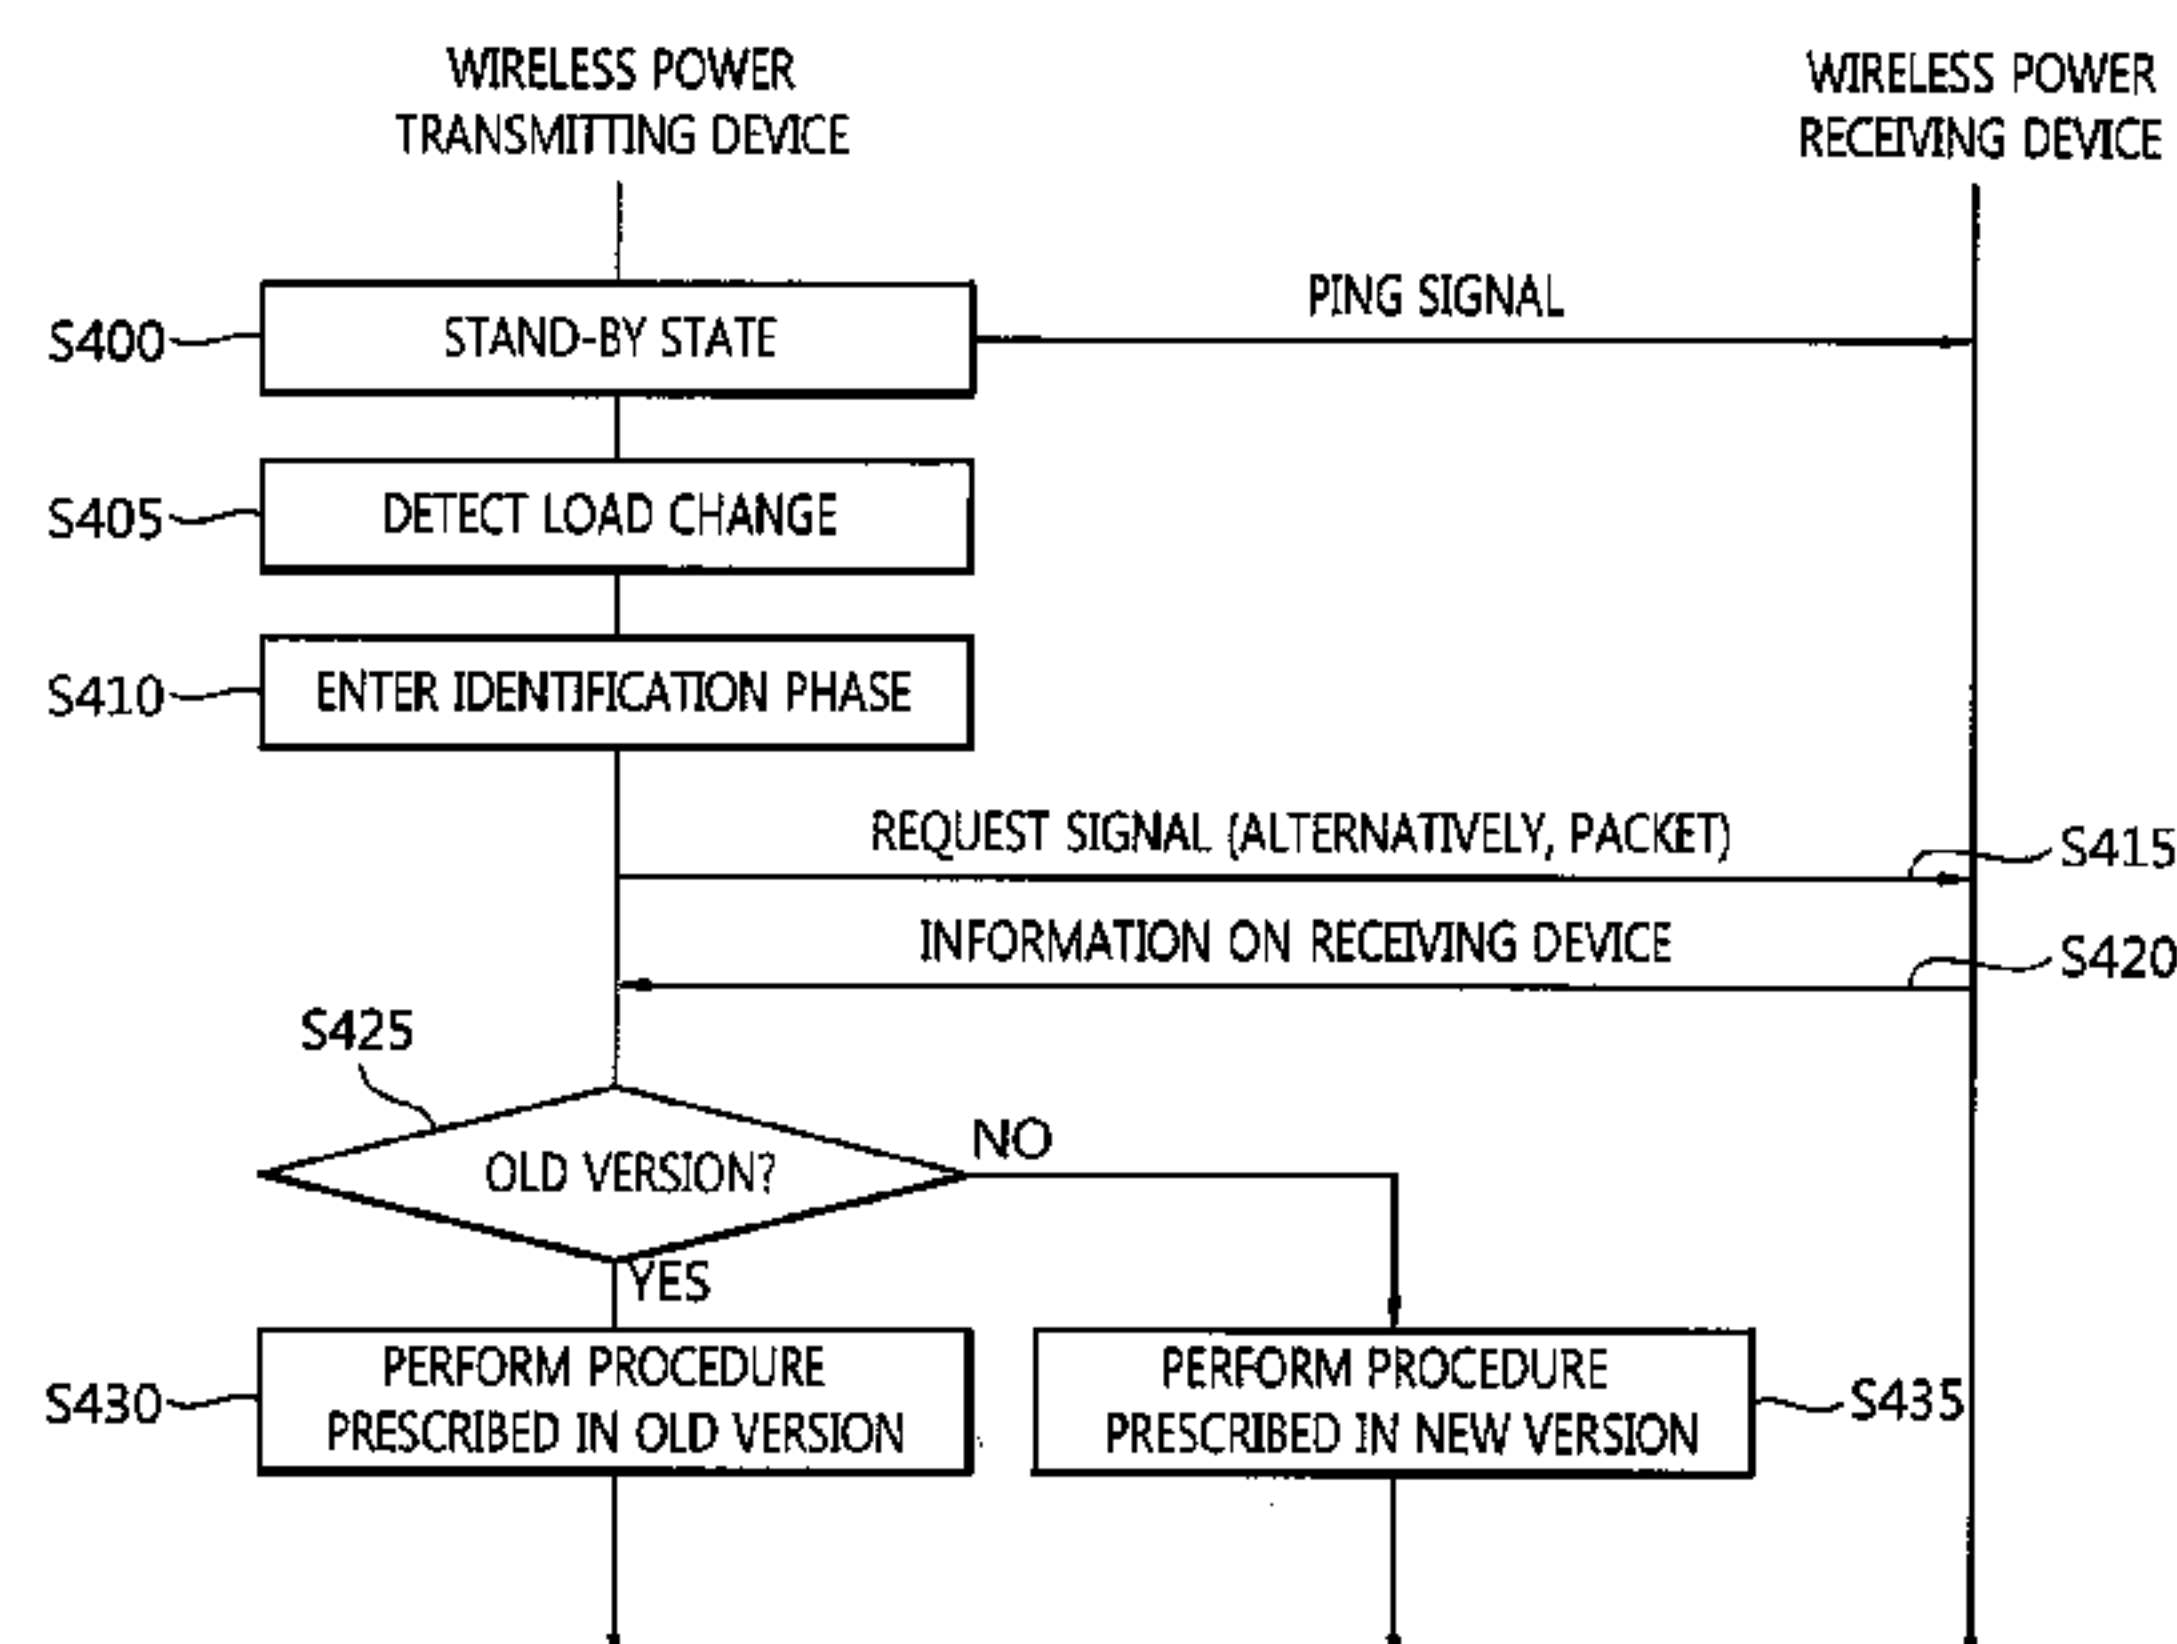 WIRELESS POWER
TRANSMITTING DEVICE
WIRELESS POWER
RECEIVING DEVICE
PING SIGNAL
S400
STAND-BY STATE
S405
DETECT LOAD CHANGE
S410
ENTER IDENTIFICATION PHASE
REQUEST SIGNAL (ALTERNATIVELY, PACKET)
S415
INFORMATION ON RECEIVING DEVICE
S420
S425
OLD VERSION?
NO
YES
S430
PERFORM PROCEDURE
PRESCRIBED IN OLD VERSION
PERFORM PROCEDURE
PRESCRIBED IN NEW VERSION
S435